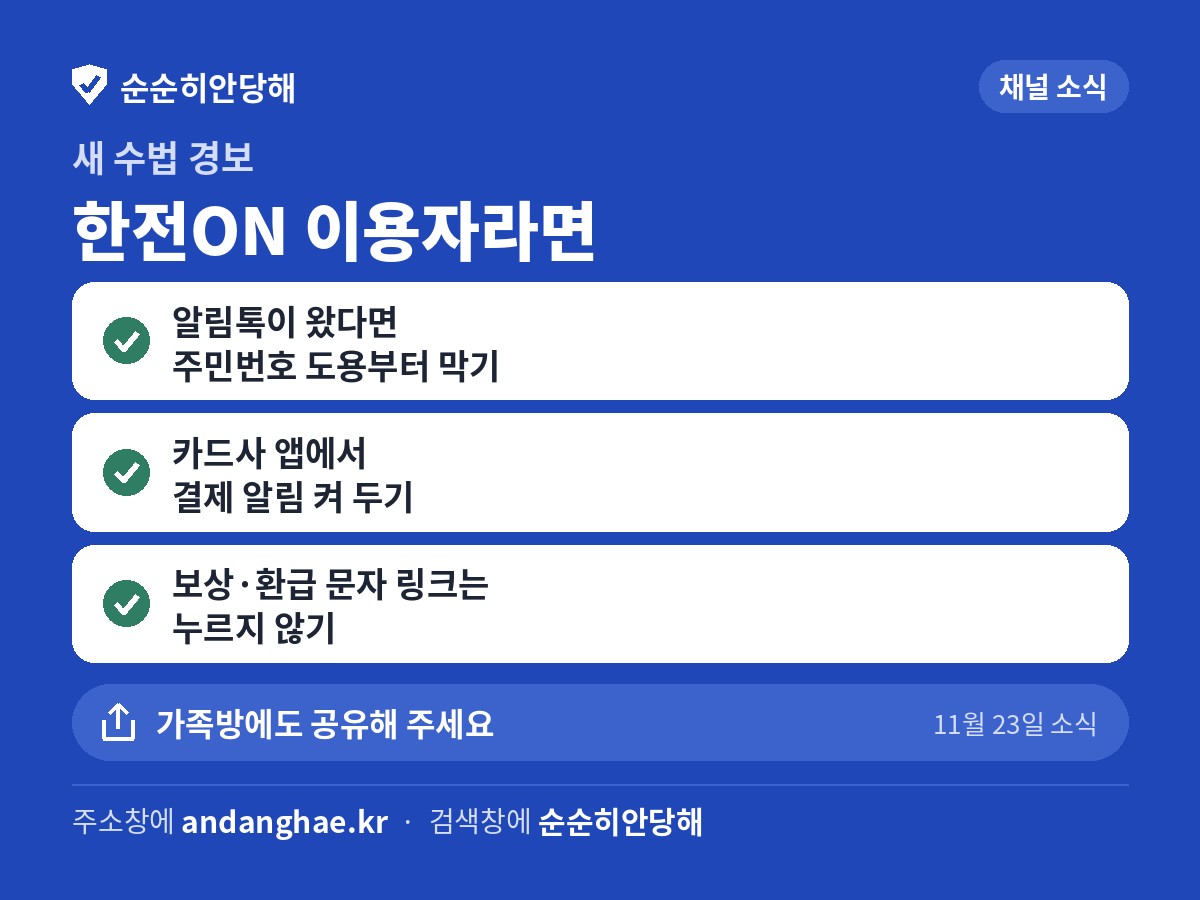 순순히안당해
채널 소식
새 수법 경보
한전ON 이용자라면
알림톡이 왔다면
주민번호 도용부터 막기
카드사 앱에서
결제 알림 켜 두기
보상·환급 문자 링크는
누르지 않기
가족방에도 공유해 주세요
11월 23일 소식
주소창에 andanghae.kr · 검색창에 순순히안당해